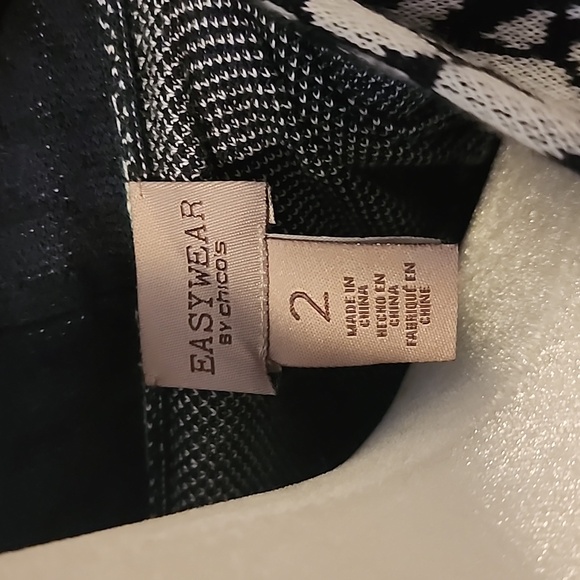 EASYWEAR
BY chico's
2
MADE IN
CHINA
HECHO EN
CHINA
FABRIQUÉ EN
CHINE